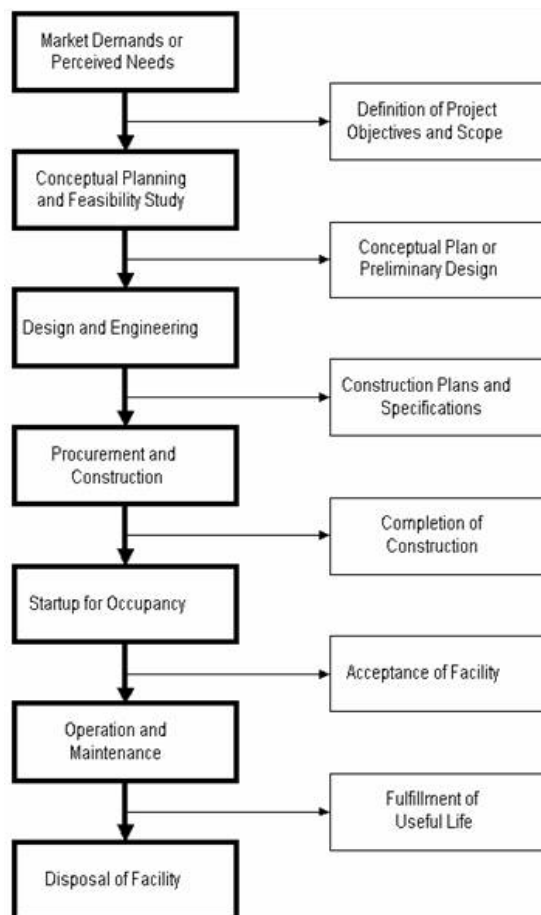 Market Demands or
Perceived Needs
Definition of Project
Objectives and Scope
Conceptual Planning
and Feasibility Study
Conceptual Plan or
Preliminary Design
Design and Engineering
Construction Plans and
Specifications
Procurement and
Construction
Completion of
Construction
Startup for Occupancy
Acceptance of Facility
Operation and
Maintenance
Fulfillment of
Useful Life
Disposal of Facility